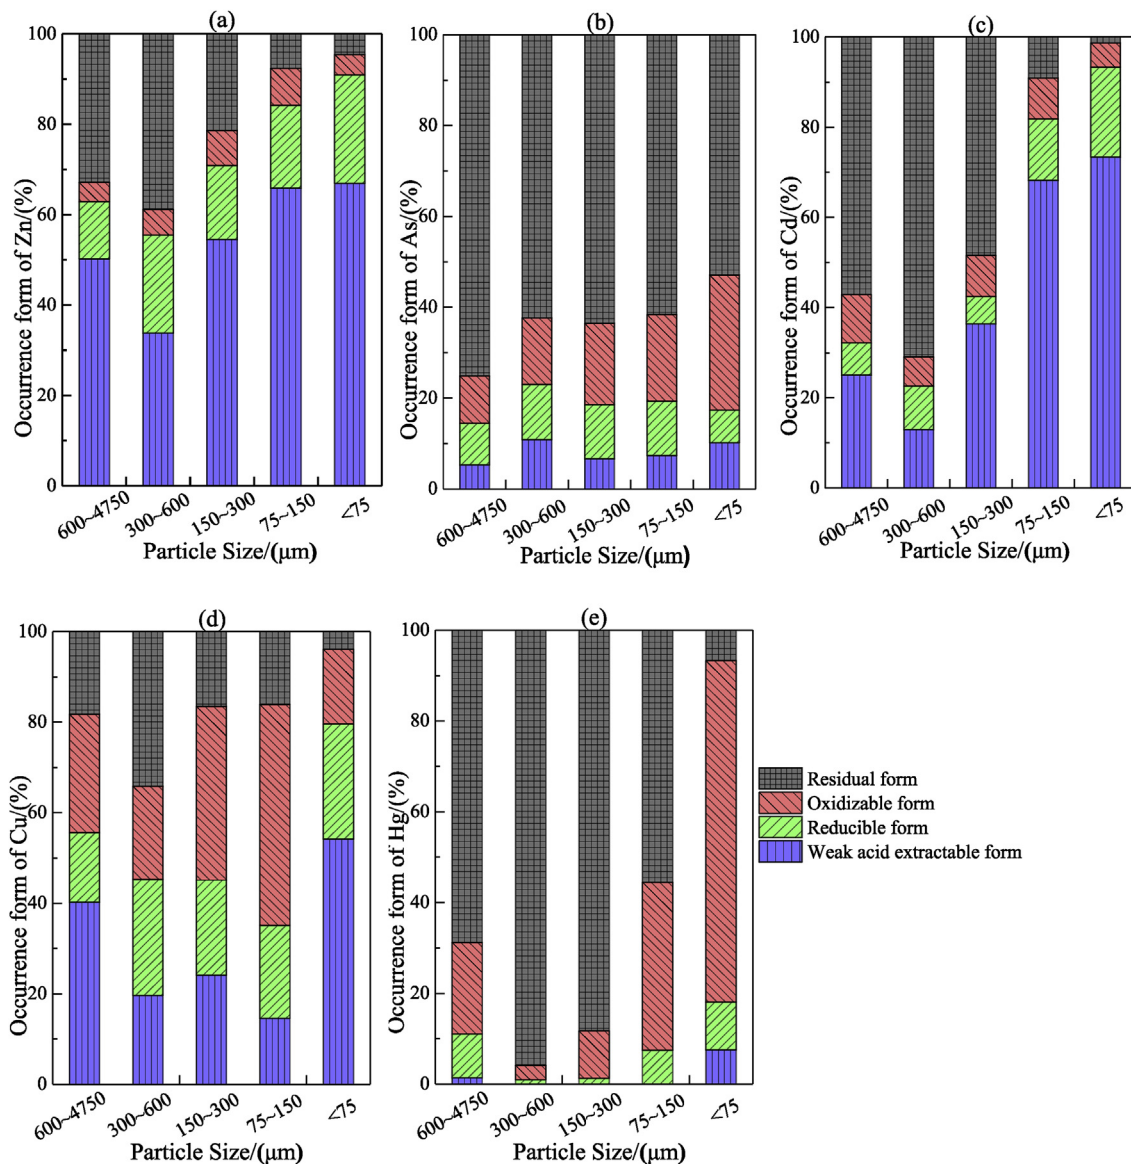 (a)
100
80
60
40
20
0
Occurrence form of Zn/(%)
600~4750
300~600
150~300
75~150
<75
Particle Size/(μm)
(b)
100
80
60
40
20
0
Occurrence form of As/(%)
600~4750
300~600
150~300
75~150
<75
Particle Size/(μm)
(c)
100
80
60
40
20
0
Occurrence form of Cd/(%)
600~4750
300~600
150~300
75~150
<75
Particle Size/(μm)
(d)
100
80
60
40
20
0
Occurrence form of Cu/(%)
600~4750
300~600
150~300
75~150
<75
Particle Size/(μm)
(e)
100
80
60
40
20
0
Occurrence form of Hg/(%)
600~4750
300~600
150~300
75~150
<75
Particle Size/(μm)
Residual form
Oxidizable form
Reducible form
Weak acid extractable form